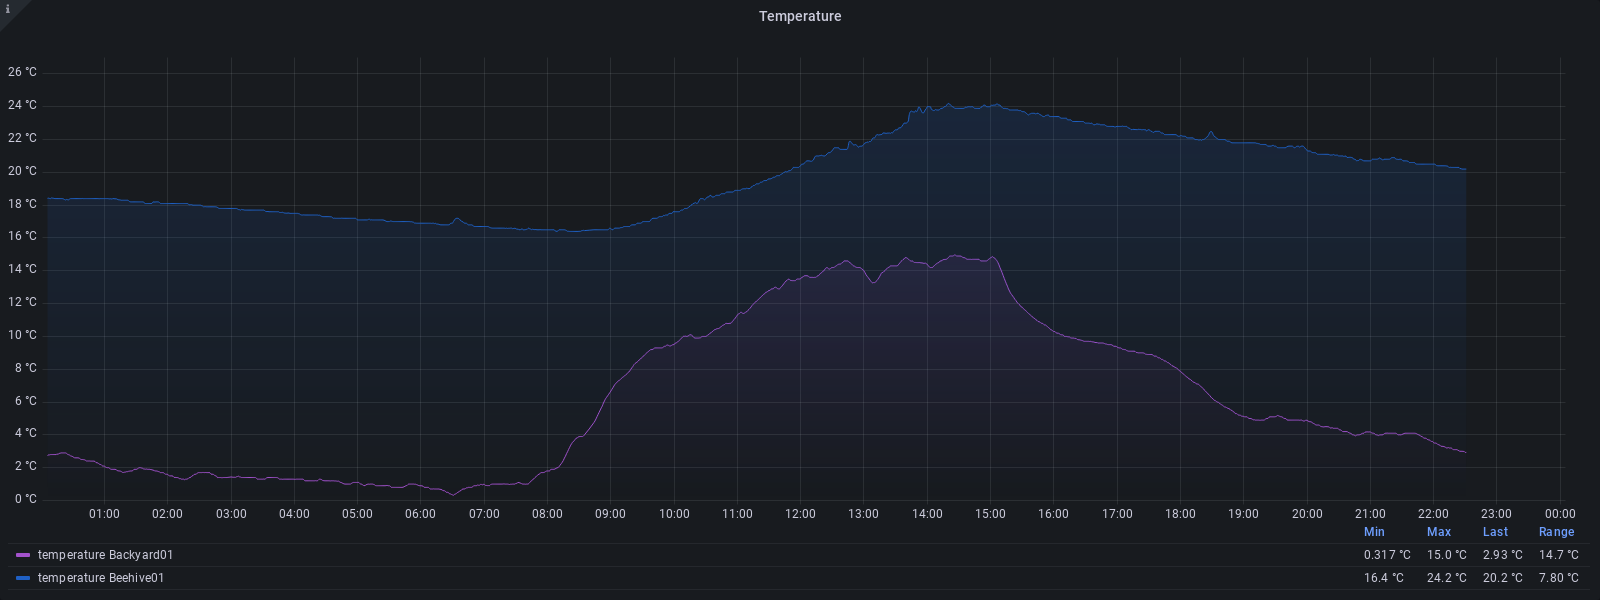 i
Temperature
26 °C
24 °C
22 °C
20 °C
18 °C
16 °C
14 °C
12 °C
10 °C
8 °C
6 °C
4 °C
2 °C
0 °C
01:00 02:00 03:00 04:00 05:00 06:00 07:00 08:00 09:00 10:00 11:00 12:00 13:00 14:00 15:00 16:00 17:00 18:00 19:00 20:00 21:00 22:00 23:00 00:00
Min Max Last Range
temperature Backyard01 0.317 °C 15.0 °C 2.93 °C 14.7 °C
temperature Beehive01 16.4 °C 24.2 °C 20.2 °C 7.80 °C